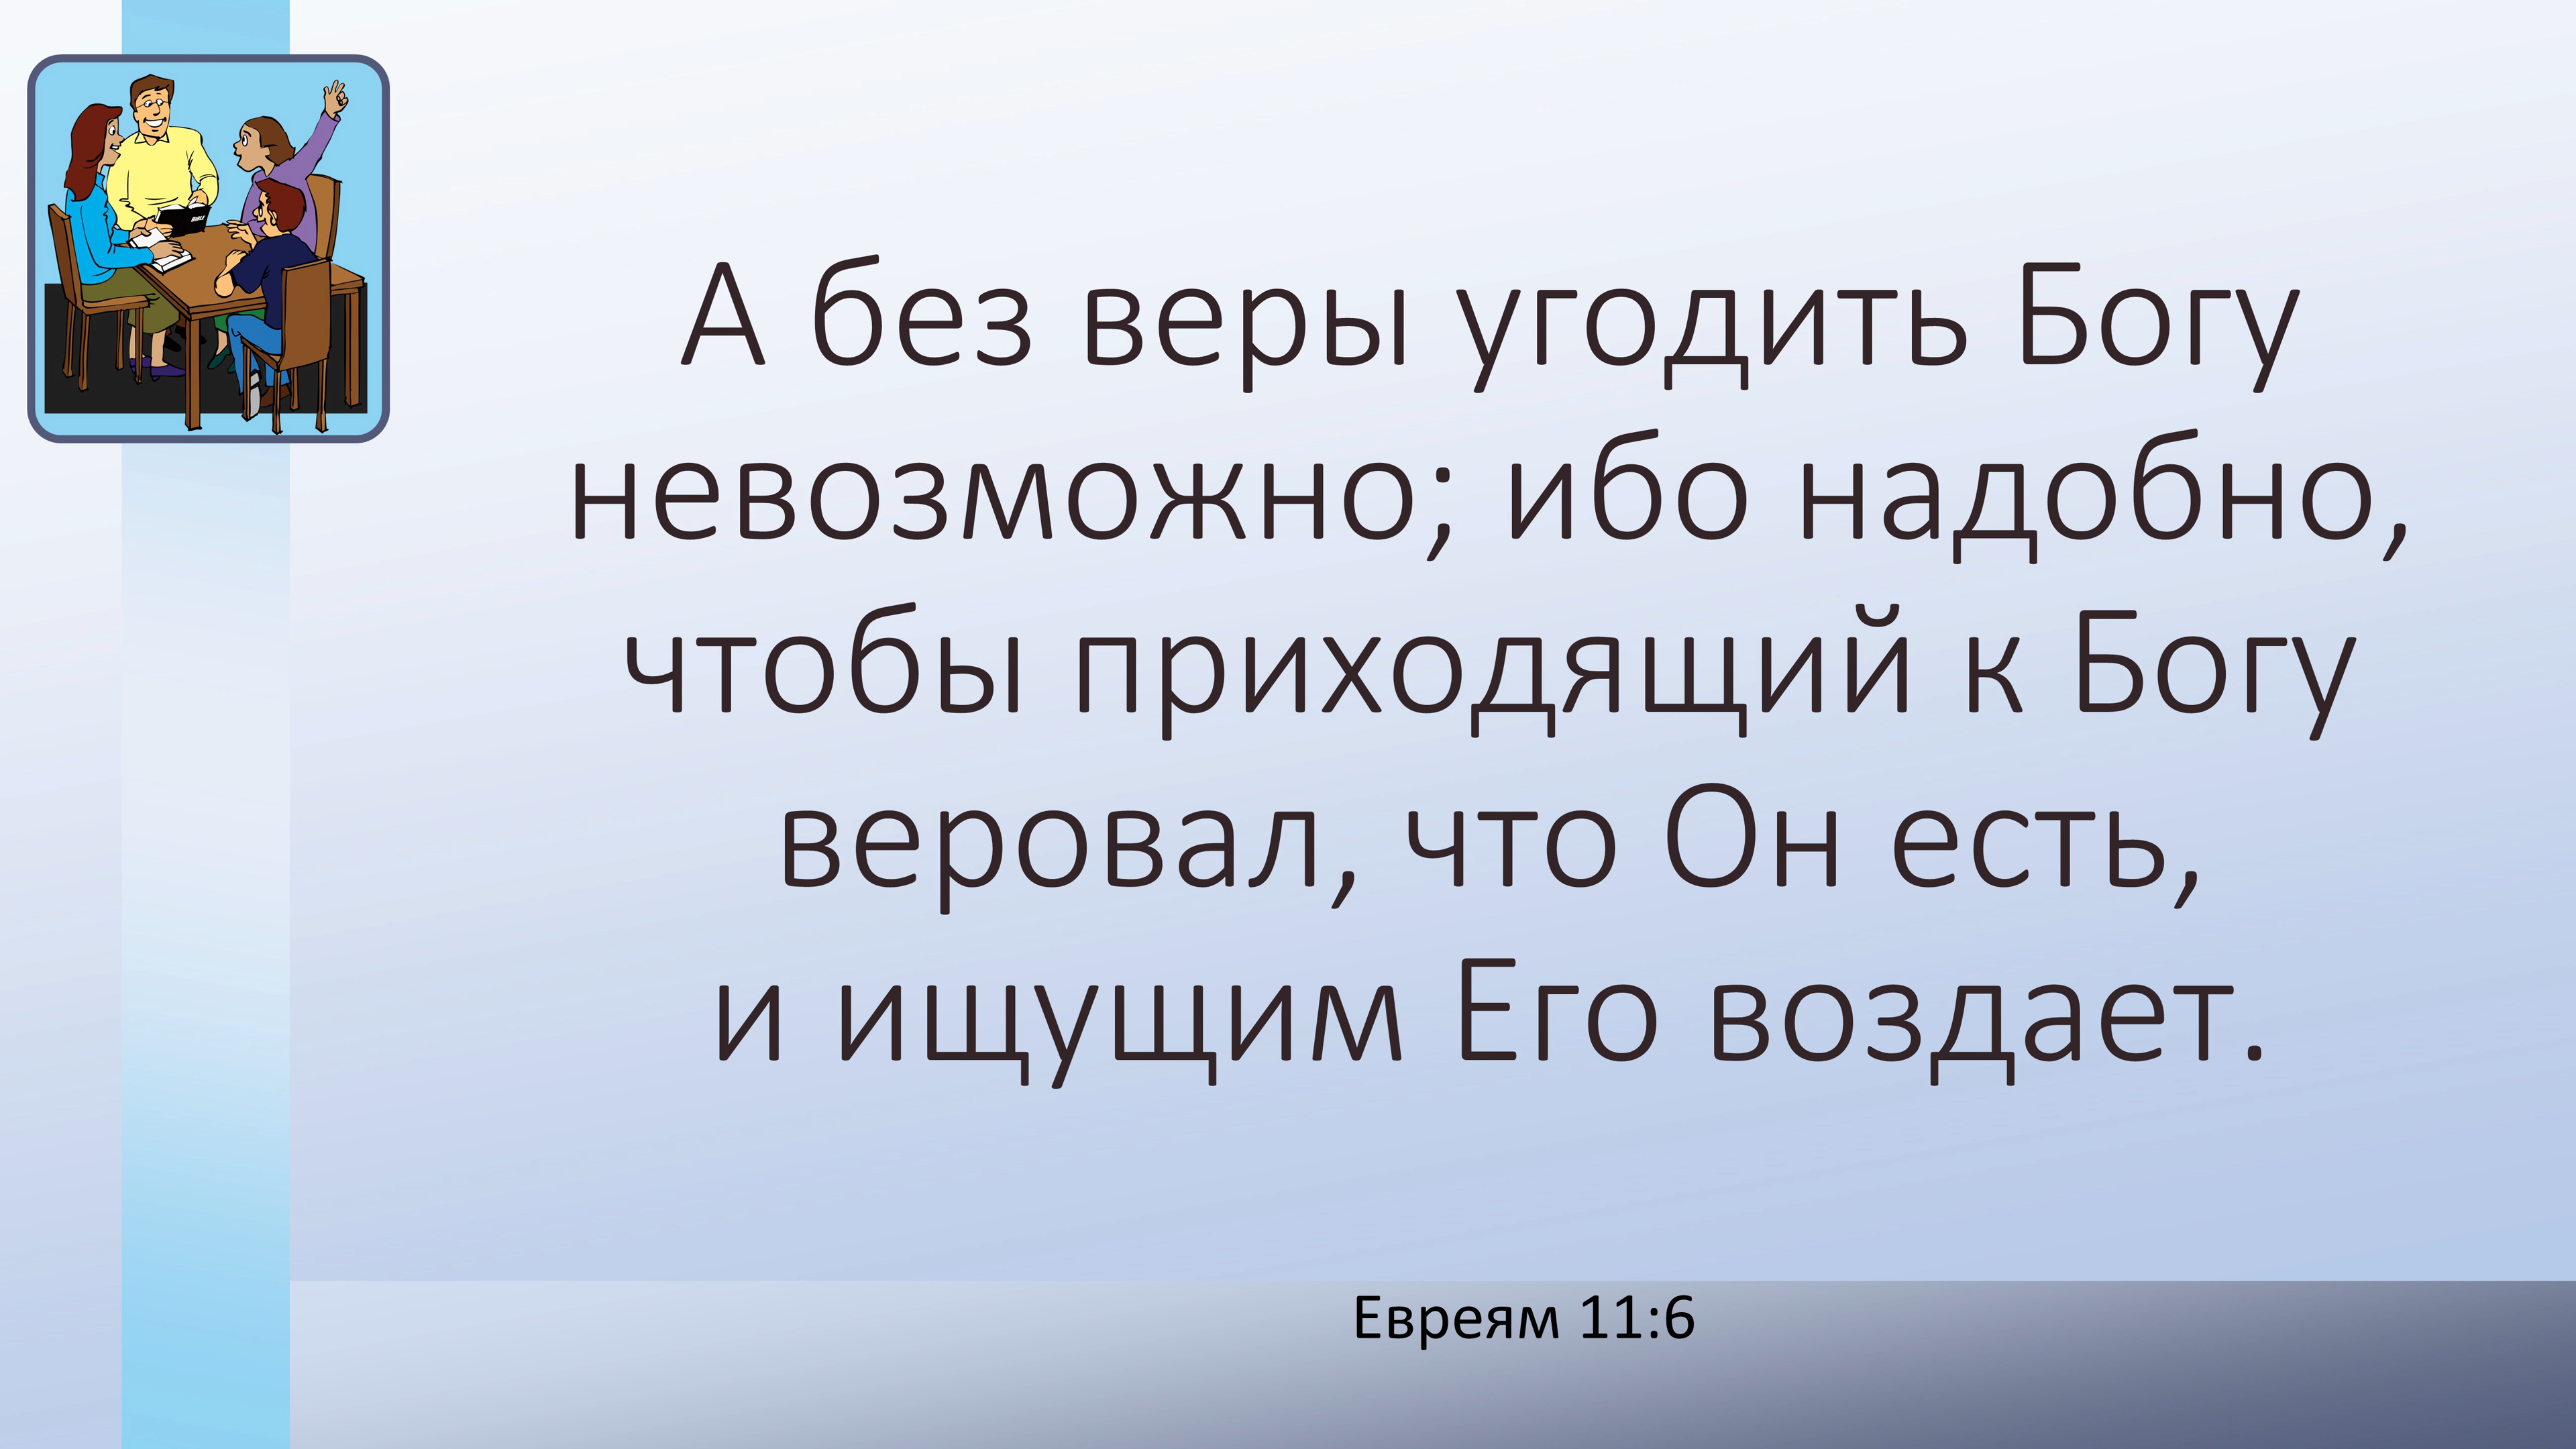 А без веры угодить Богу
невозможно; ибо надобно,
чтобы приходящий к Богу
веровал, что Он есть,
и ищущим Его воздает.
Евреям 11:6
BIBLE